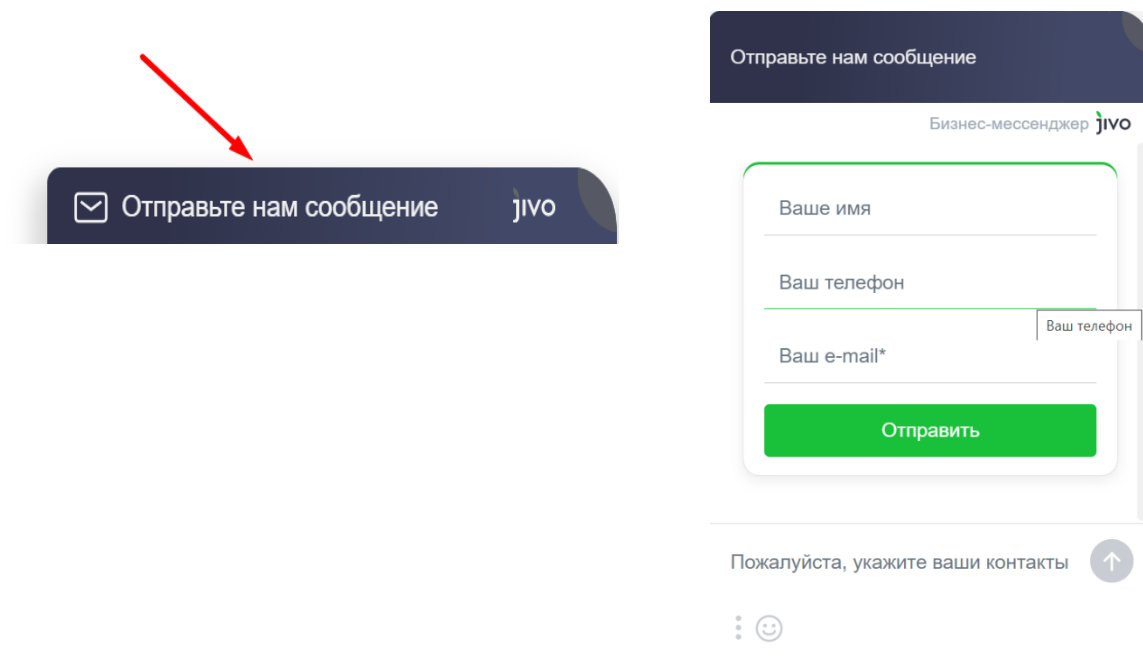 Отправьте нам сообщение jivo
Отправьте нам сообщение
Бизнес-мессенджер jivo
Ваше имя
Ваш телефон
Ваш телефон
Ваш e-mail*
Отправить
Пожалуйста, укажите ваши контакты